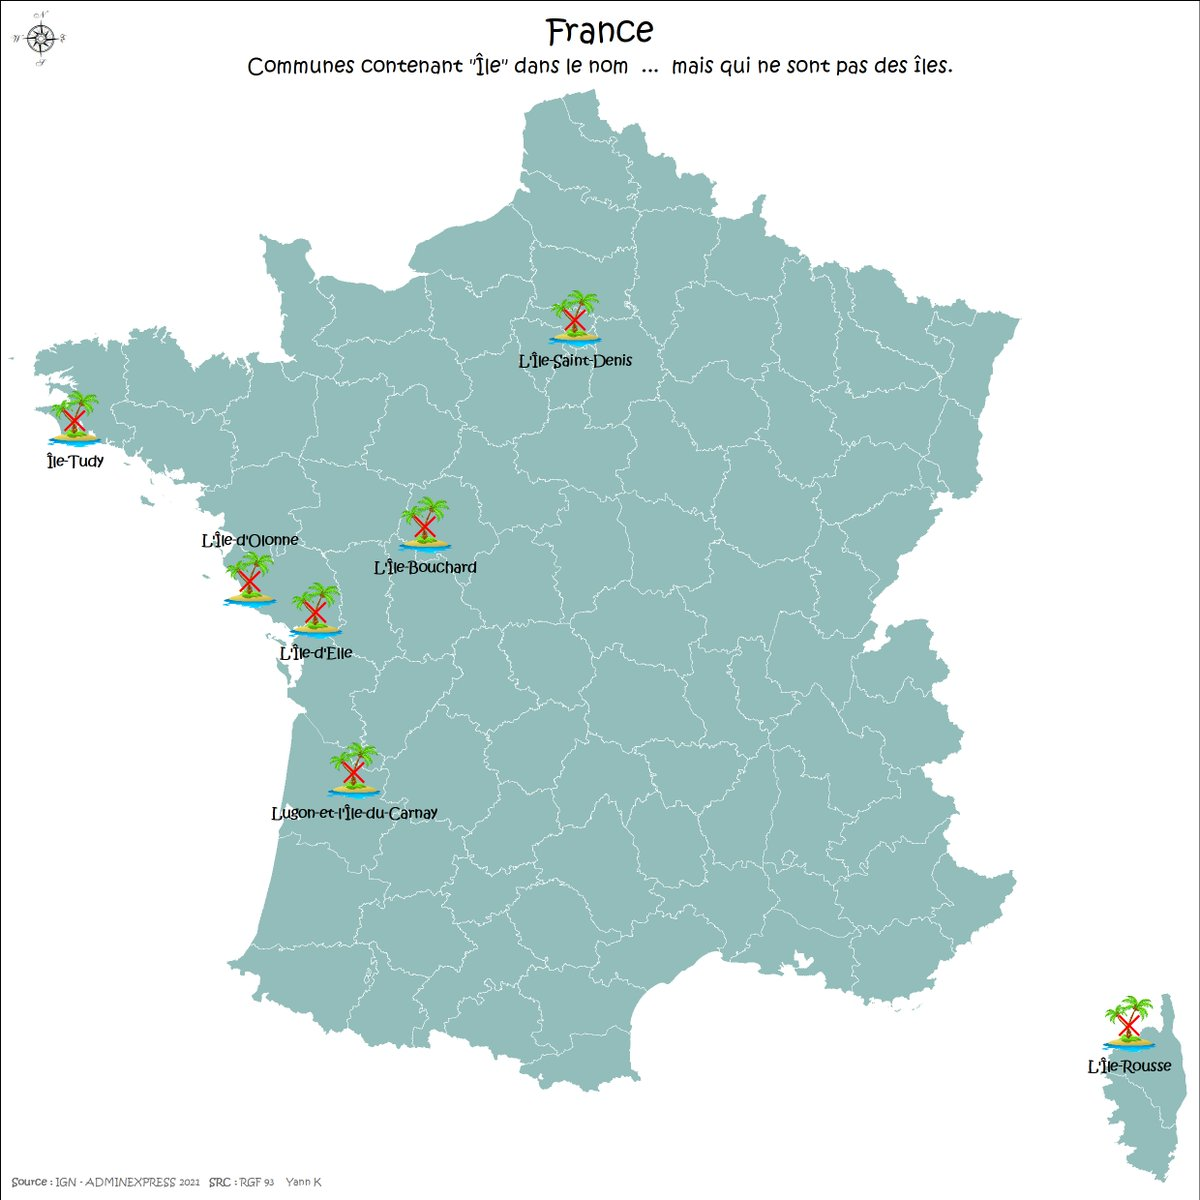 France
Communes contenant "Île" dans le nom ... mais qui ne sont pas des îles.
N
W
E
S
L'Île-Saint-Denis
Île-Tudy
L'Île-d'Olonne
L'Île-Bouchard
L'Île-d'Elle
Lugon-et-l'Île-du-Carnay
L'Île-Rousse
Source : IGN - ADMINEXPRESS 2021 SRC : RGF 93 Yann K